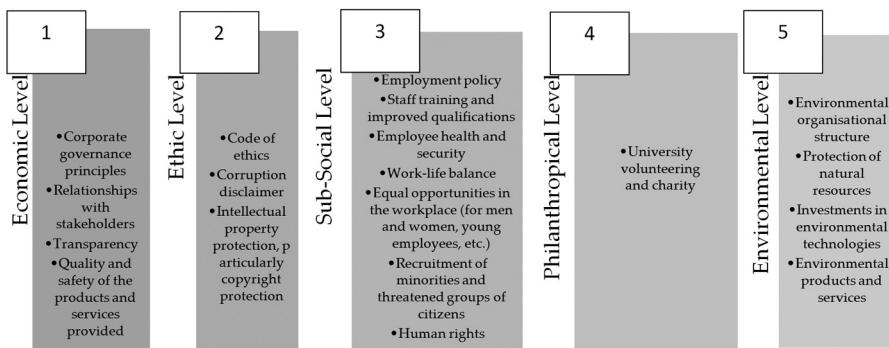 1
Economic Level
•Corporate
governance
principles
•Relationships
with
stakeholders
•Transparency
•Quality and
safety of the
products and
services
provided
2
Ethic Level
•Code of
ethics
•Corruption
disclaimer
•Intellectual
property
protection, p
articularly
copyright
protection
3
Sub-Social Level
•Employment policy
•Staff training and
improved qualifications
•Employee health and
security
•Work-life balance
•Equal opportunities in
the workplace (for men
and women, young
employees, etc.)
•Recruitment of
minorities and
threatened groups of
citizens
•Human rights
4
Philanthropical Level
•University
volunteering
and charity
5
Environmental Level
•Environmental
organisational
structure
•Protection of
natural
resources
•Investments in
environmental
technologies
•Environmental
products and
services